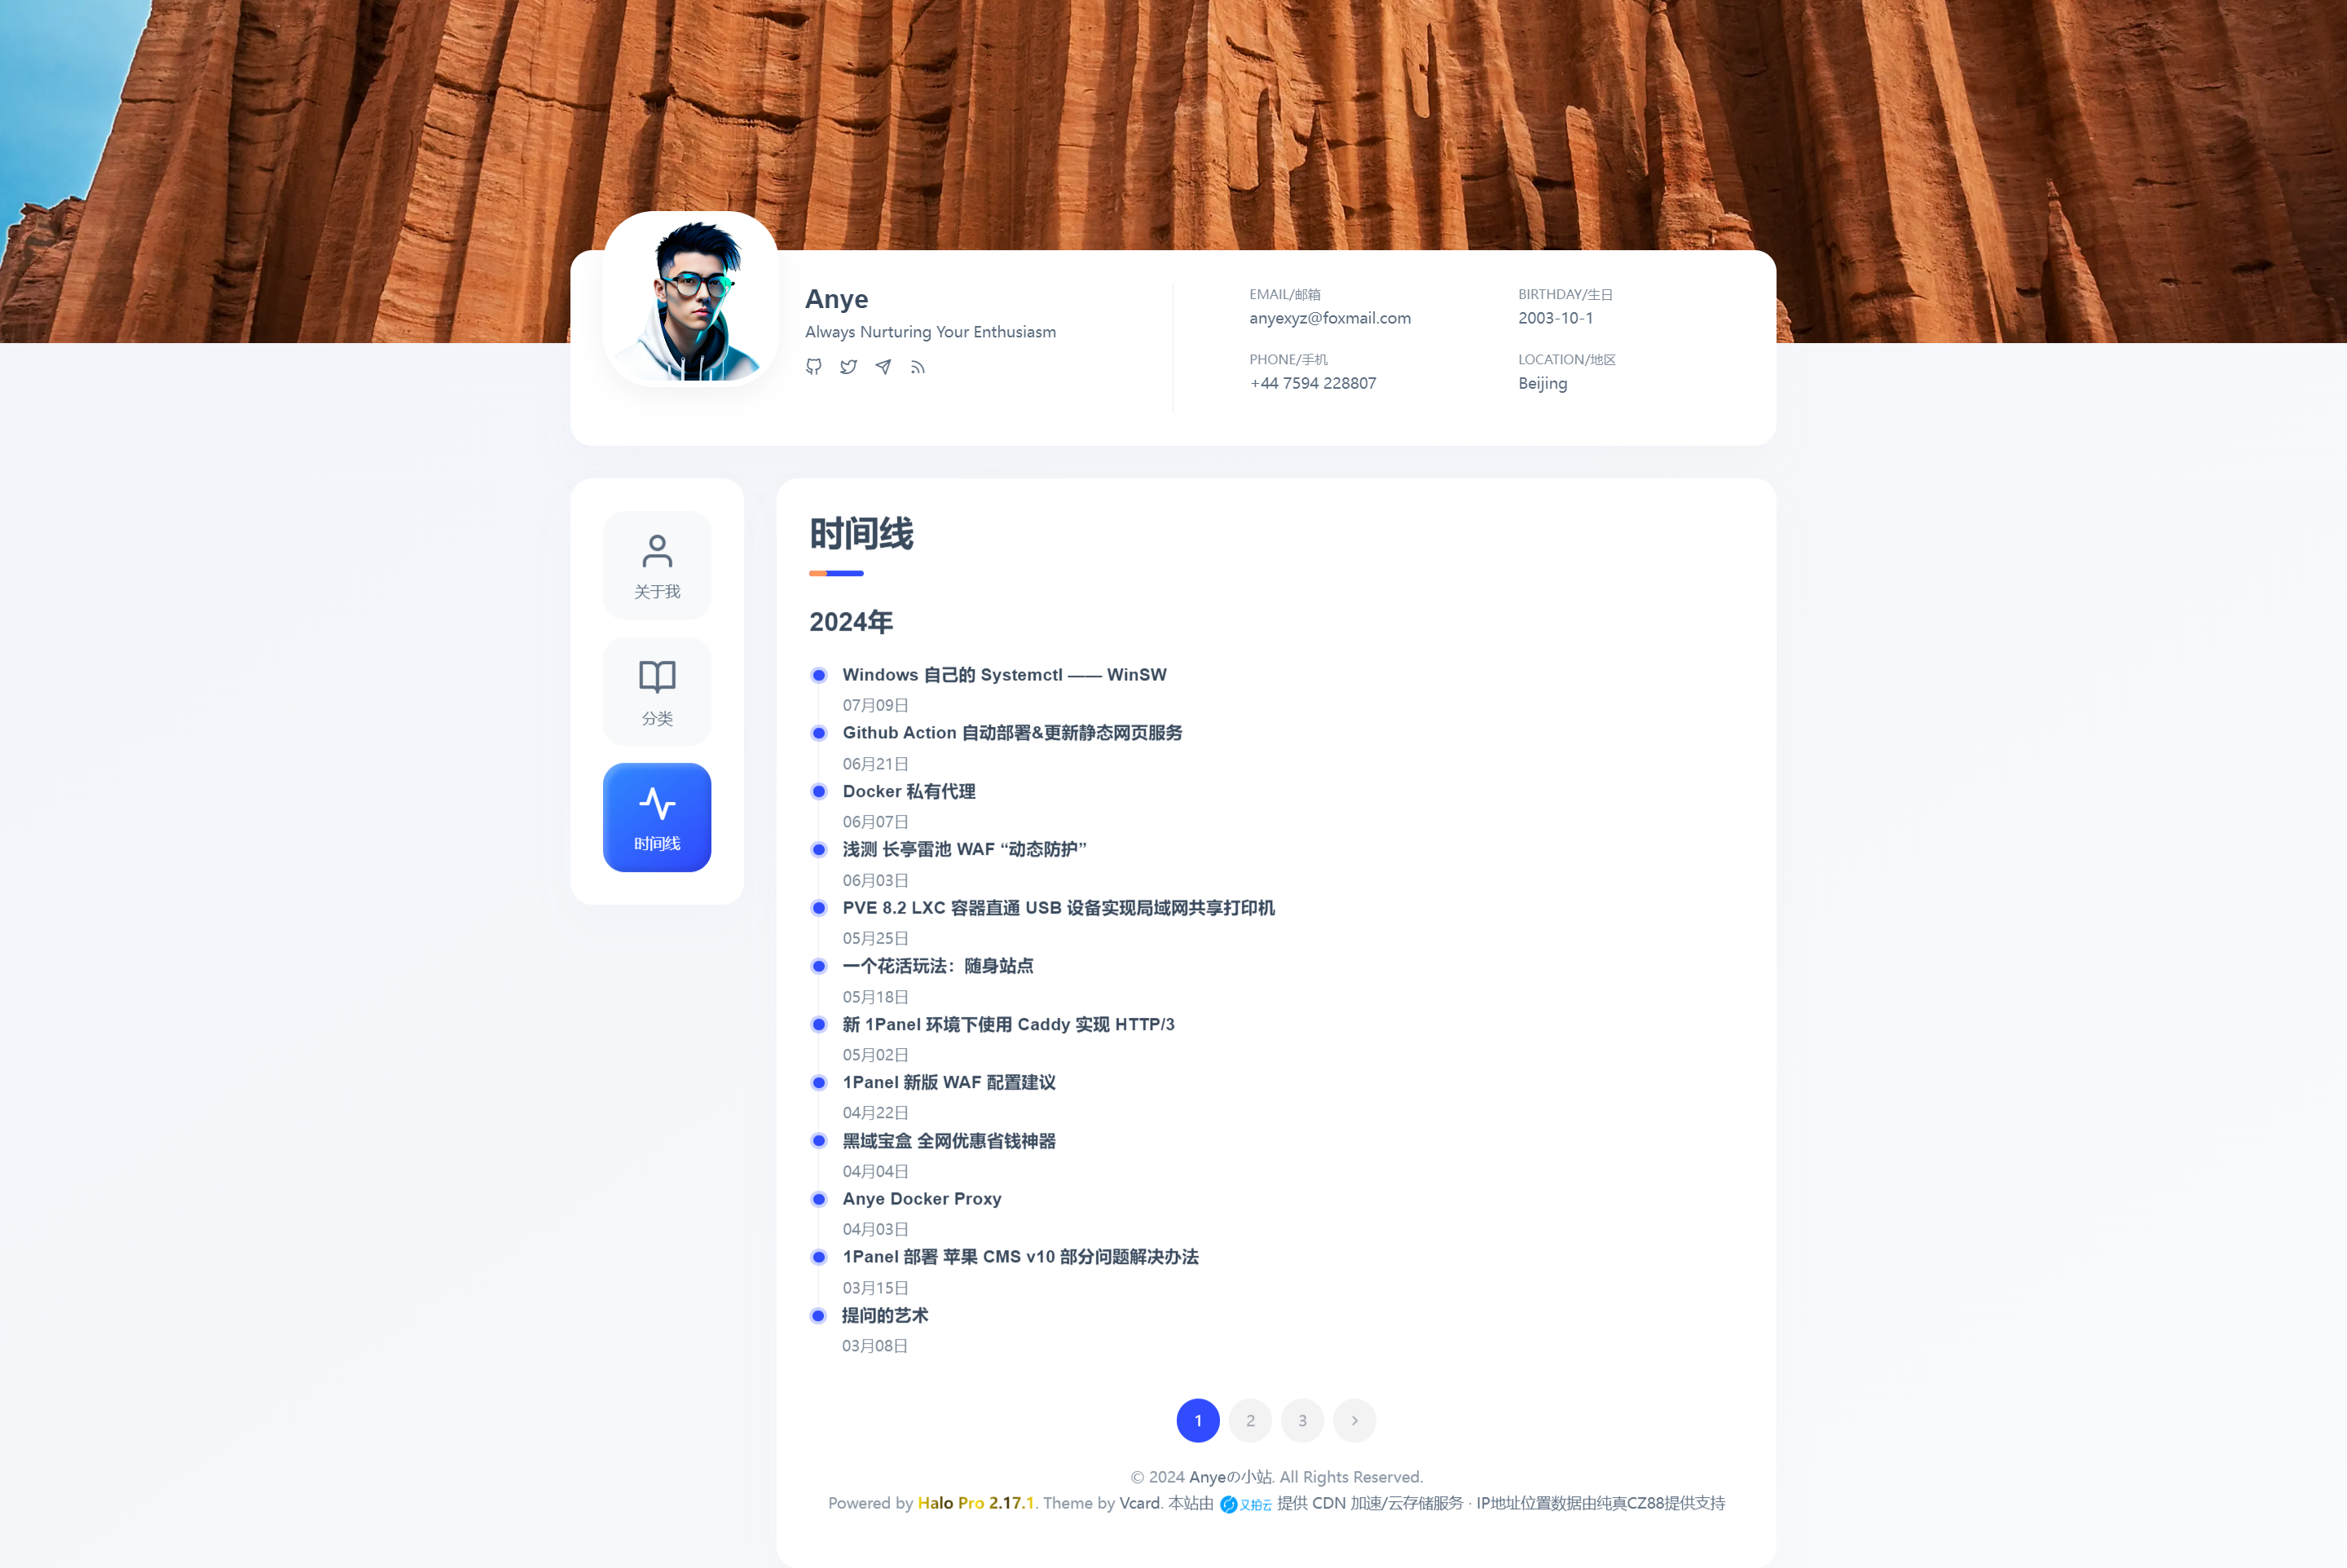 Anye
Always Nurturing Your Enthusiasm
EMAIL/邮箱
anyexyz@foxmail.com
BIRTHDAY/生日
2003-10-1
PHONE/手机
+44 7594 228807
LOCATION/地区
Beijing
关于我
分类
时间线
时间线
2024年
Windows 自己的 Systemctl —— WinSW
07月09日
Github Action 自动部署&更新静态网页服务
06月21日
Docker 私有代理
06月07日
浅测 长亭雷池 WAF “动态防护”
06月03日
PVE 8.2 LXC 容器直通 USB 设备实现局域网共享打印机
05月25日
一个花活玩法：随身站点
05月18日
新 1Panel 环境下使用 Caddy 实现 HTTP/3
05月02日
1Panel 新版 WAF 配置建议
04月22日
黑域宝盒 全网优惠省钱神器
04月04日
Anye Docker Proxy
04月03日
1Panel 部署 苹果 CMS v10 部分问题解决办法
03月15日
提问的艺术
03月08日
1 2 3
© 2024 Anyeの小站. All Rights Reserved.
Powered by Halo Pro 2.17.1. Theme by Vcard. 本站由 又拍云 提供 CDN 加速/云存储服务 · IP地址位置数据由纯真CZ88提供支持